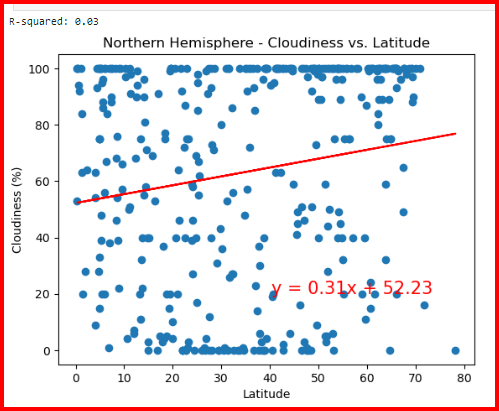 R-squared: 0.03
Northern Hemisphere - Cloudiness vs. Latitude
100
80
60
40
20
0
Cloudiness (%)
y = 0.31x + 52.23
0 10 20 30 40 50 60 70 80
Latitude